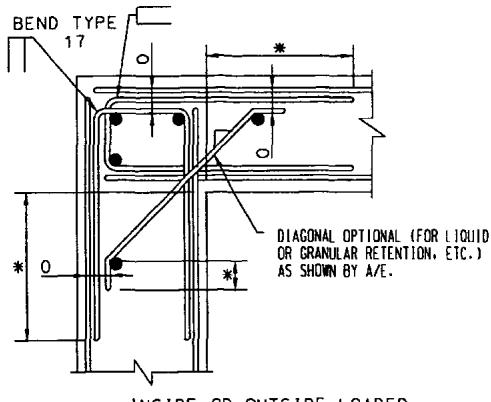 BEND TYPE
17
O
*
O
*
O
*
DIAGONAL OPTIONAL (FOR LIQUID
OR GRANULAR RETENTION, ETC.)
AS SHOWN BY A/E.
INSIDE OR OUTSIDE LOADED